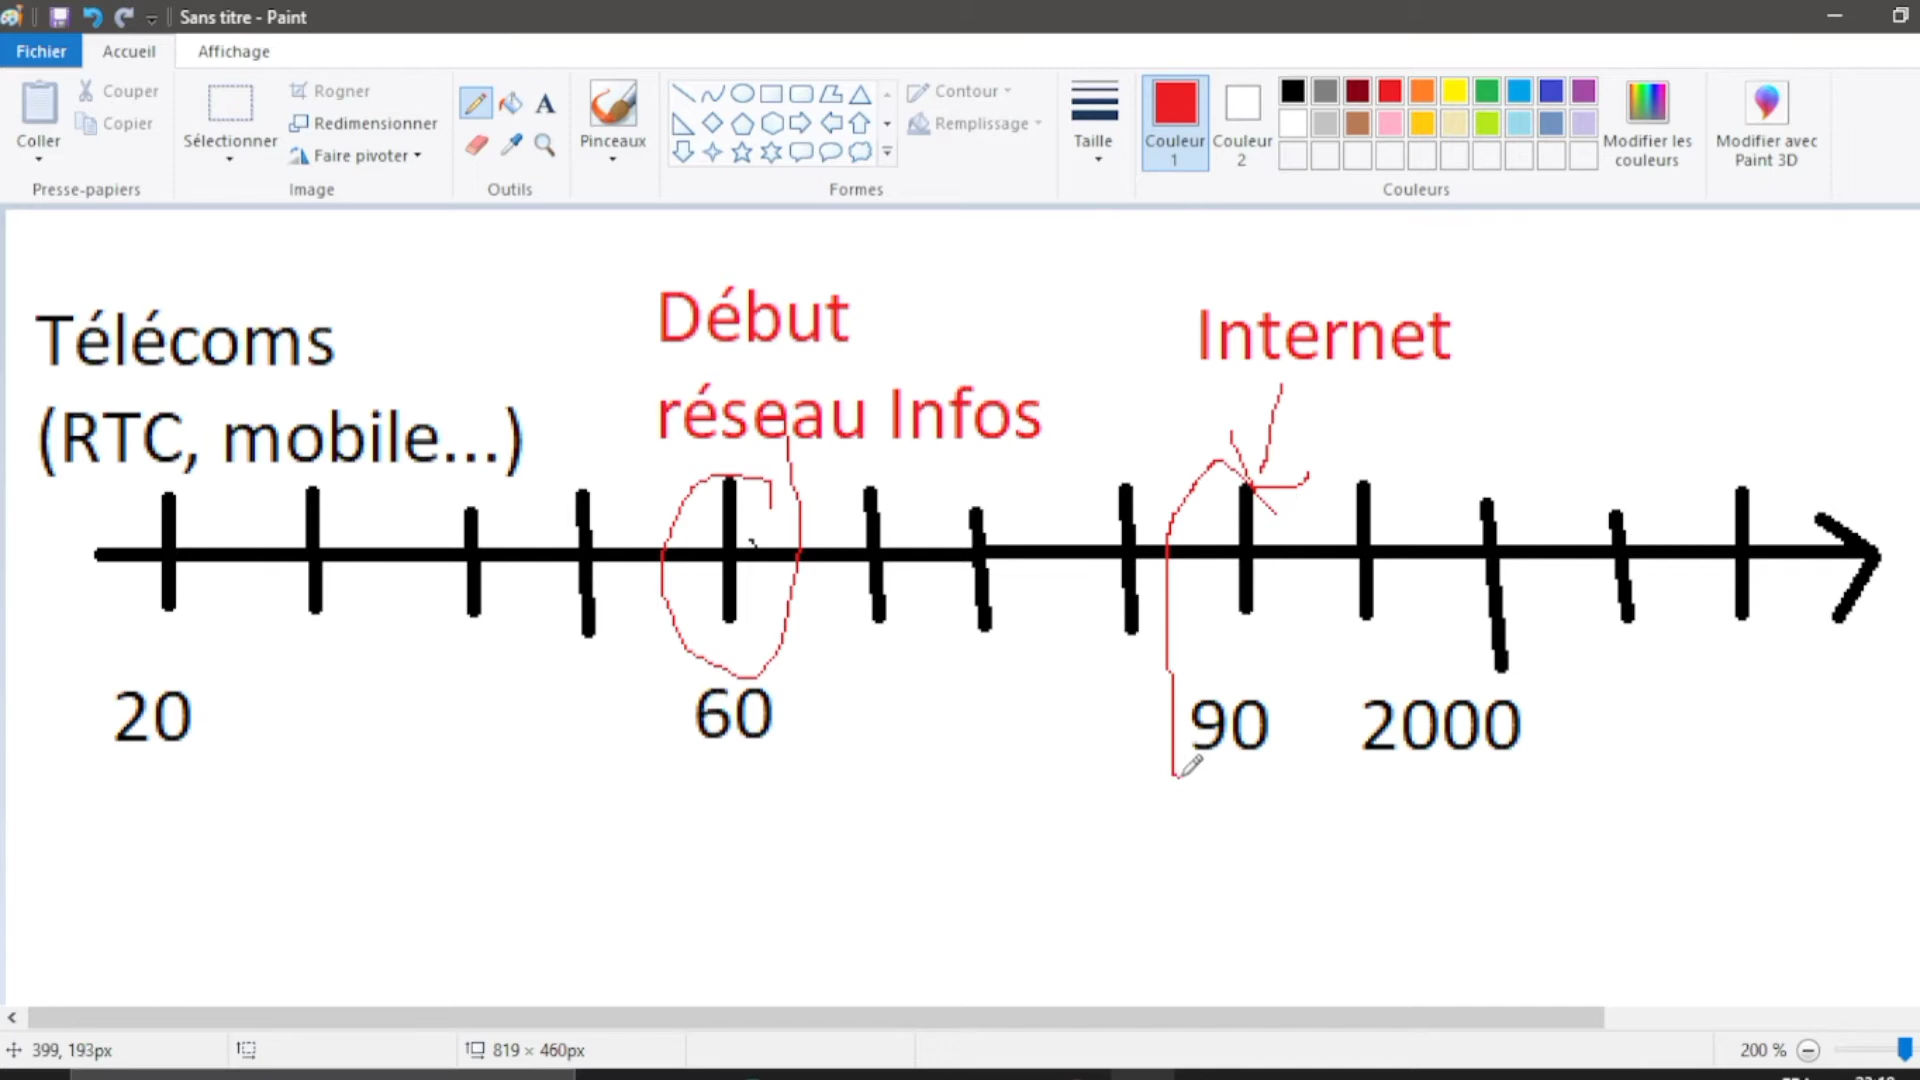 Sans titre - Paint
Fichier
Accueil
Affichage
Coller
Couper
Copier
Presse-papiers
Sélectionner
Rogner
Redimensionner
Faire pivoter
Image
A
Outils
Pinceaux
Contour
Remplissage
Formes
Taille
Couleur
1
Couleur
2
Modifier les
couleurs
Couleurs
Modifier avec
Paint 3D
Télécoms
(RTC, mobile...)
Début
réseau Infos
Internet
20
60
90
2000
399, 193px
819 × 460px
200 %